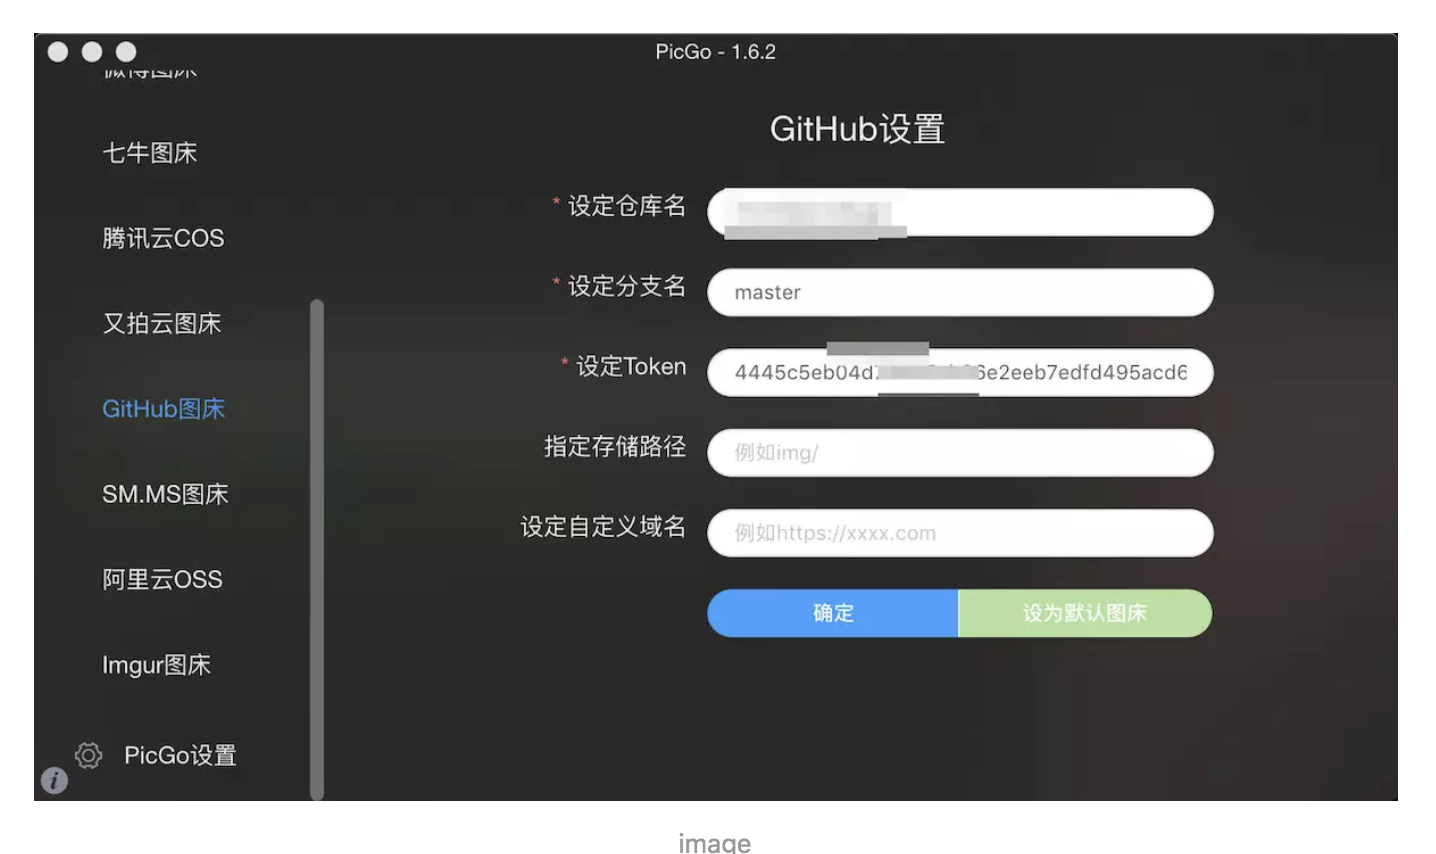 PicGo - 1.6.2
微博图床
七牛图床
腾讯云COS
又拍云图床
GitHub图床
SM.MS图床
阿里云OSS
Imgur图床
PicGo设置
GitHub设置
* 设定仓库名
* 设定分支名
master
* 设定Token
指定存储路径
例如img/
设定自定义域名
例如https://xxxx.com
确定
设为默认图床
image